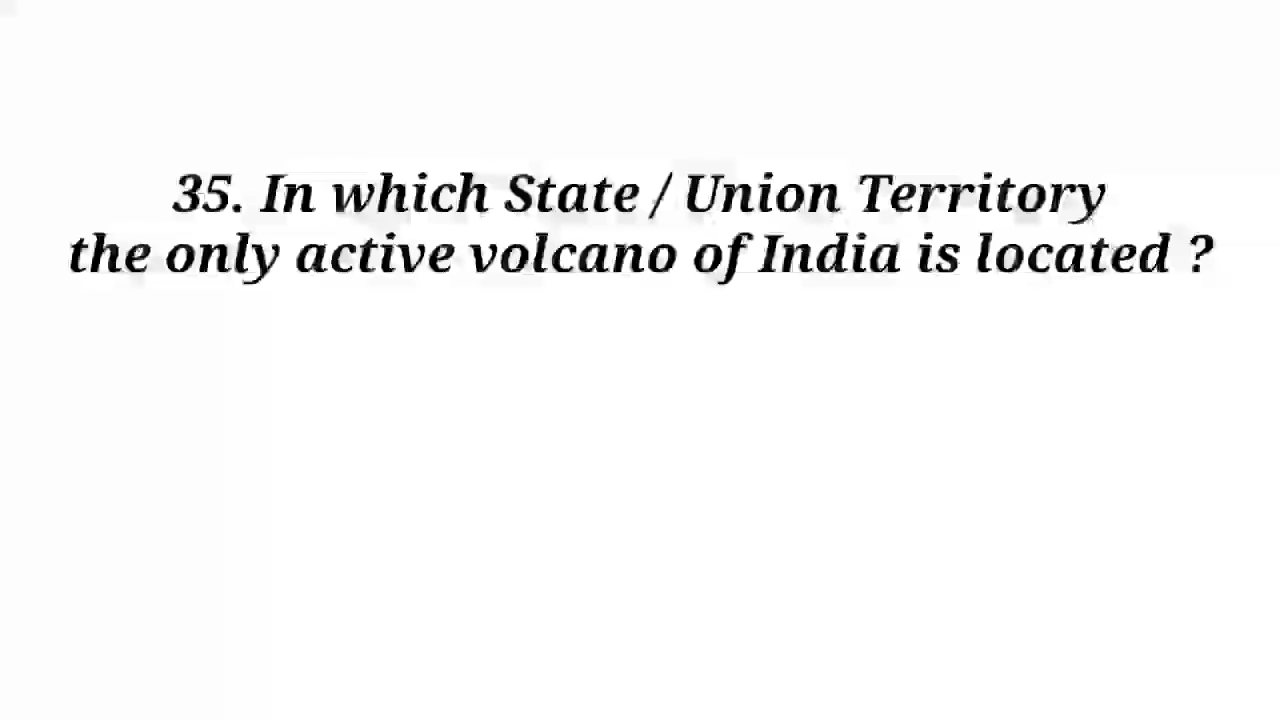 35. In which State / Union Territory
the only active volcano of India is located ?